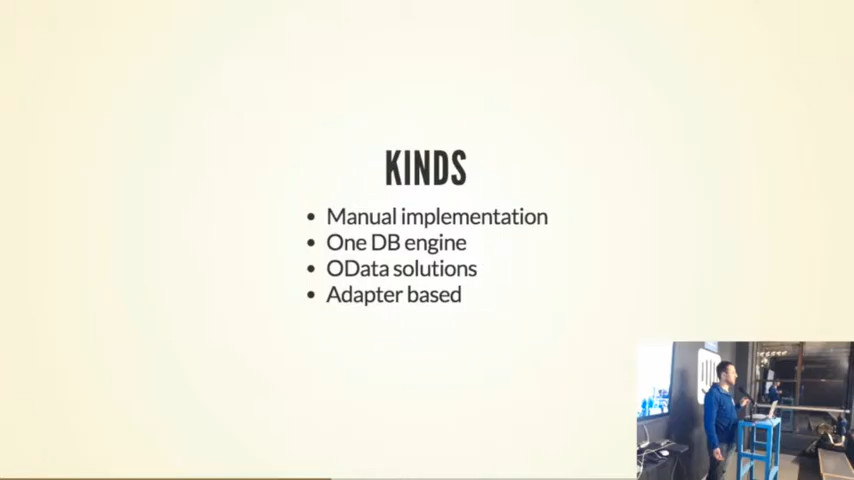 KINDS
Manual implementation
One DB engine
OData solutions
Adapter based